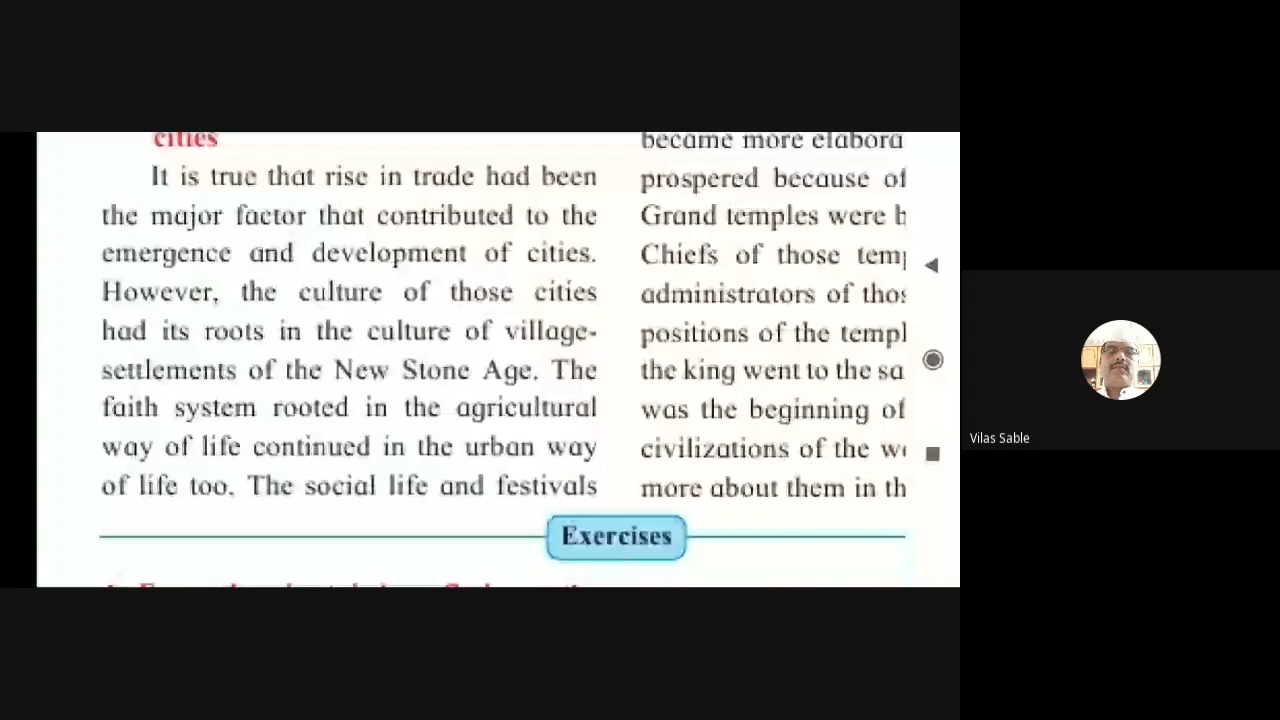 cities
It is true that rise in trade had been
the major factor that contributed to the
emergence and development of cities.
However, the culture of those cities
had its roots in the culture of village-
settlements of the New Stone Age. The
faith system rooted in the agricultural
way of life continued in the urban way
of life too. The social life and festivals
became more elabora
prospered because of
Grand temples were b
Chiefs of those temp
administrators of thos
positions of the templ
the king went to the sa
was the beginning of
civilizations of the w
more about them in th
Exercises
Vilas Sable